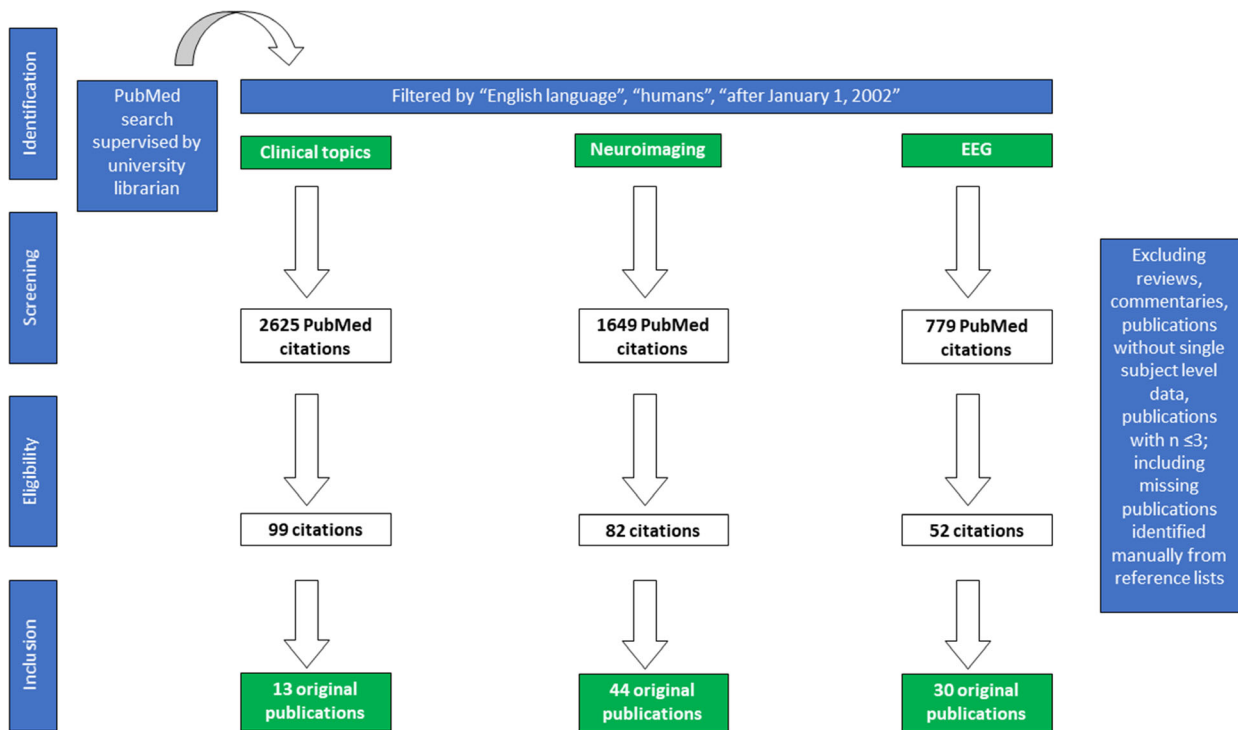 Identification
PubMed
search
supervised by
university
librarian
Filtered by “English language”, “humans”, “after January 1, 2002”
Clinical topics
Neuroimaging
EEG
Screening
2625 PubMed
citations
1649 PubMed
citations
779 PubMed
citations
Excluding
reviews,
commentaries,
publications
without single
subject level
data,
publications
with n ≤3;
including
missing
publications
identified
manually from
reference lists
Eligibility
99 citations
82 citations
52 citations
Inclusion
13 original
publications
44 original
publications
30 original
publications